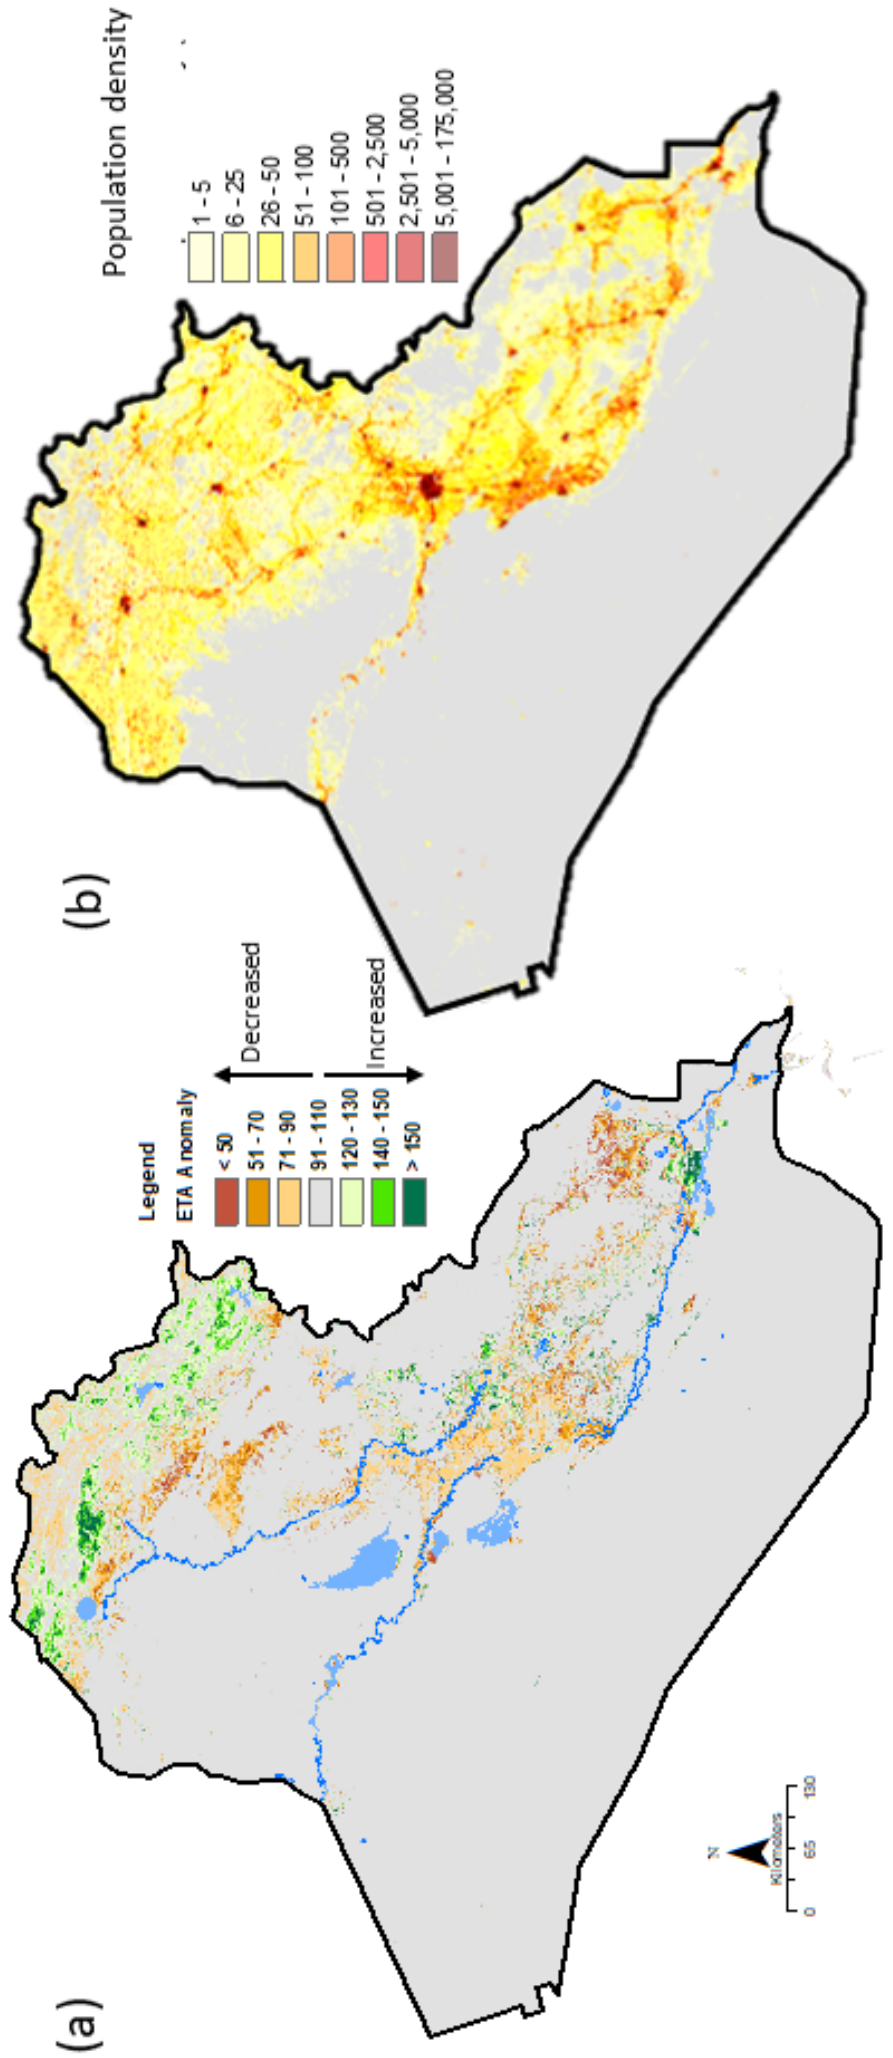 (a)
Legend
ETA Anomaly
< 50
51 - 70
71 - 90
91 - 110
120 - 130
140 - 150
> 150
Decreased
Increased
N
Kilometers
0 65 130
(b)
Population density
1 - 5
6 - 25
26 - 50
51 - 100
101 - 500
501 - 2,500
2,501 - 5,000
5,001 - 175,000